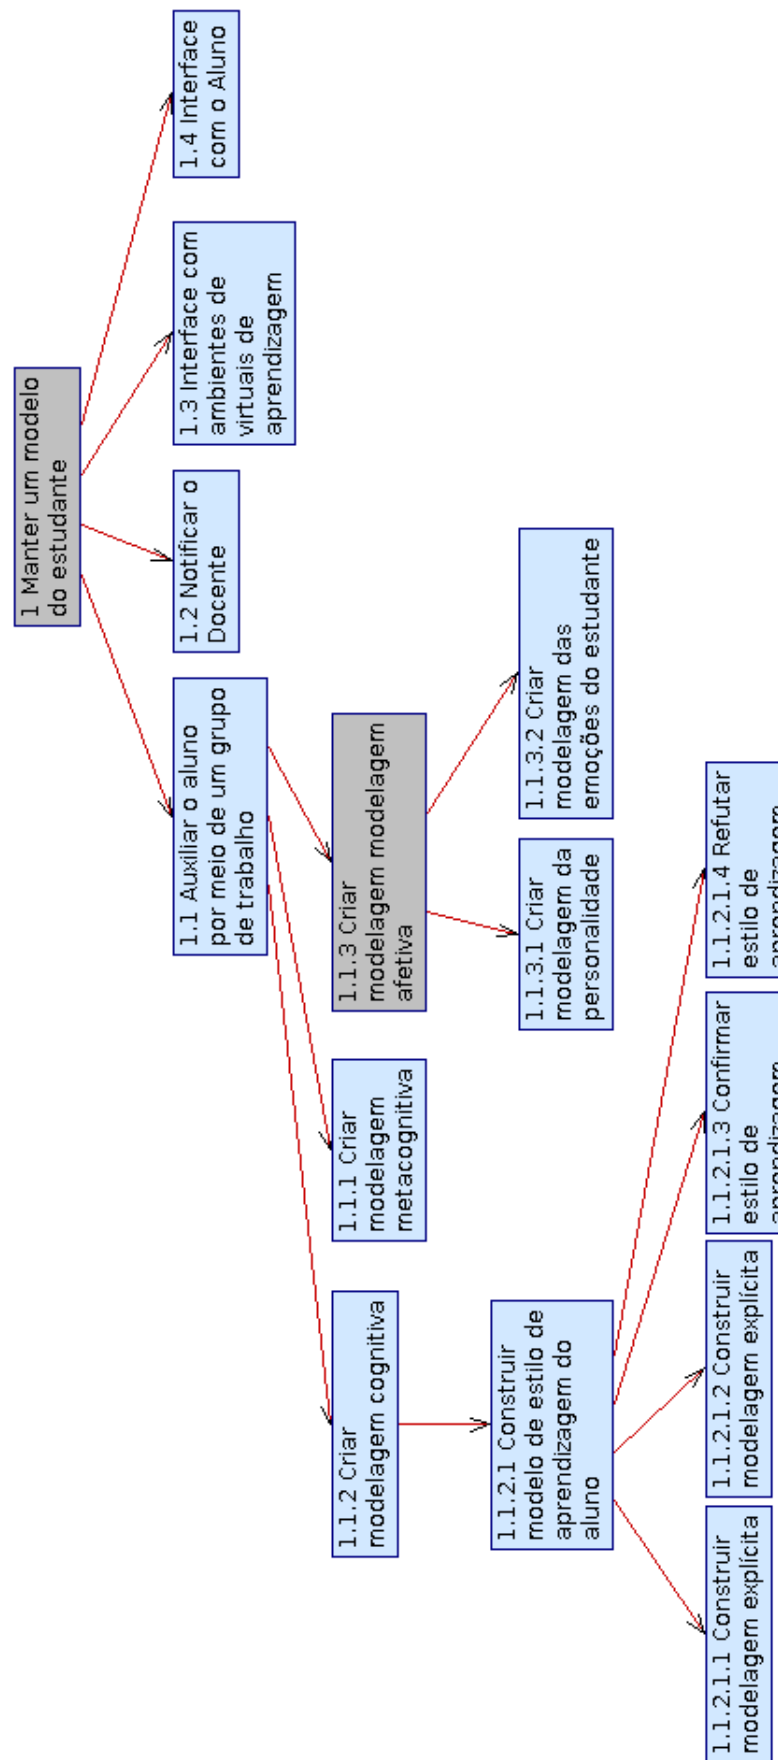 1 Manter um modelo
do estudante
1.1 Auxiliar o aluno
por meio de um grupo
de trabalho
1.2 Notificar o
Docente
1.3 Interface com
ambientes de
virtuais de
aprendizagem
1.4 Interface
com o Aluno
1.1.2 Criar
modelagem cognitiva
1.1.1 Criar
modelagem
metacognitiva
1.1.3 Criar
modelagem modelagem
afetiva
1.1.2.1 Construir
modelo de estilo de
aprendizagem do
aluno
1.1.3.1 Criar
modelagem da
personalidade
1.1.3.2 Criar
modelagem das
emoções do estudante
1.1.2.1.1 Construir
modelagem explícita
1.1.2.1.2 Construir
modelagem explícita
1.1.2.1.3 Confirmar
estilo de
aprendizagem
1.1.2.1.4 Refutar
estilo de
aprendizagem